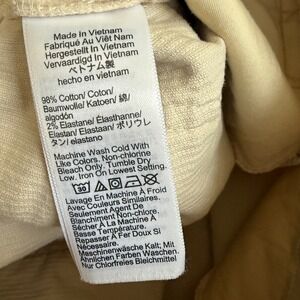 Made In Vietnam
Fabriqué Au Viêt Nam
Hergestellt In Vietnam
Vervaardigd In Vietnam
ベトナム製
hecho en vietnam
98% Cotton/ Coton/
Baumwolle/ Katoen/ 綿/
algodón
2% Elastane/ Élasthanne/
Elastan/ Elastaan/ ポリウレ
タン/ elastano
Machine Wash Cold With
Like Colors. Non-chlorine
Bleach Only. Tumble Dry
Low. Iron On Lowest Setting.
Lavage En Machine À Froid
Avec Couleurs Similaires.
Seulement Agent De
Blanchiment Non-chlore.
Sécher À La Machine À
Température Basse.
Repasser À Fer Doux Si
Nécessaire.
Maschinenwäsche Kalt; Mit
Ähnlichen Farben Waschen.
Nur Chlorfreies Bleichmittel